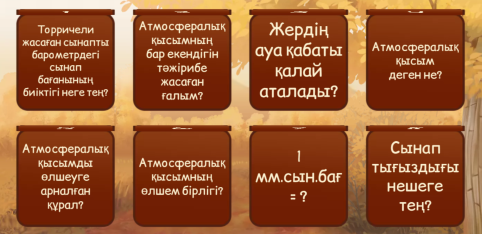 Торричели
жасаған сынапты
барометрдегі
сынап
бағанының
биіктігі неге тең?
Атмосфералық
қысымның
бар екендігін
тәжірибе
жасаған
ғалым?
Жердің
ауа қабаты
қалай
аталады?
Атмосфералық
қысым
деген не?
Атмосфералық
қысымды
өлшеуге
арналған
құрал?
Атмосфералық
қысымның
өлшем бірлігі?
1
мм.сын.бағ
= ?
Сынап
тығыздығы
нешеге
тең?